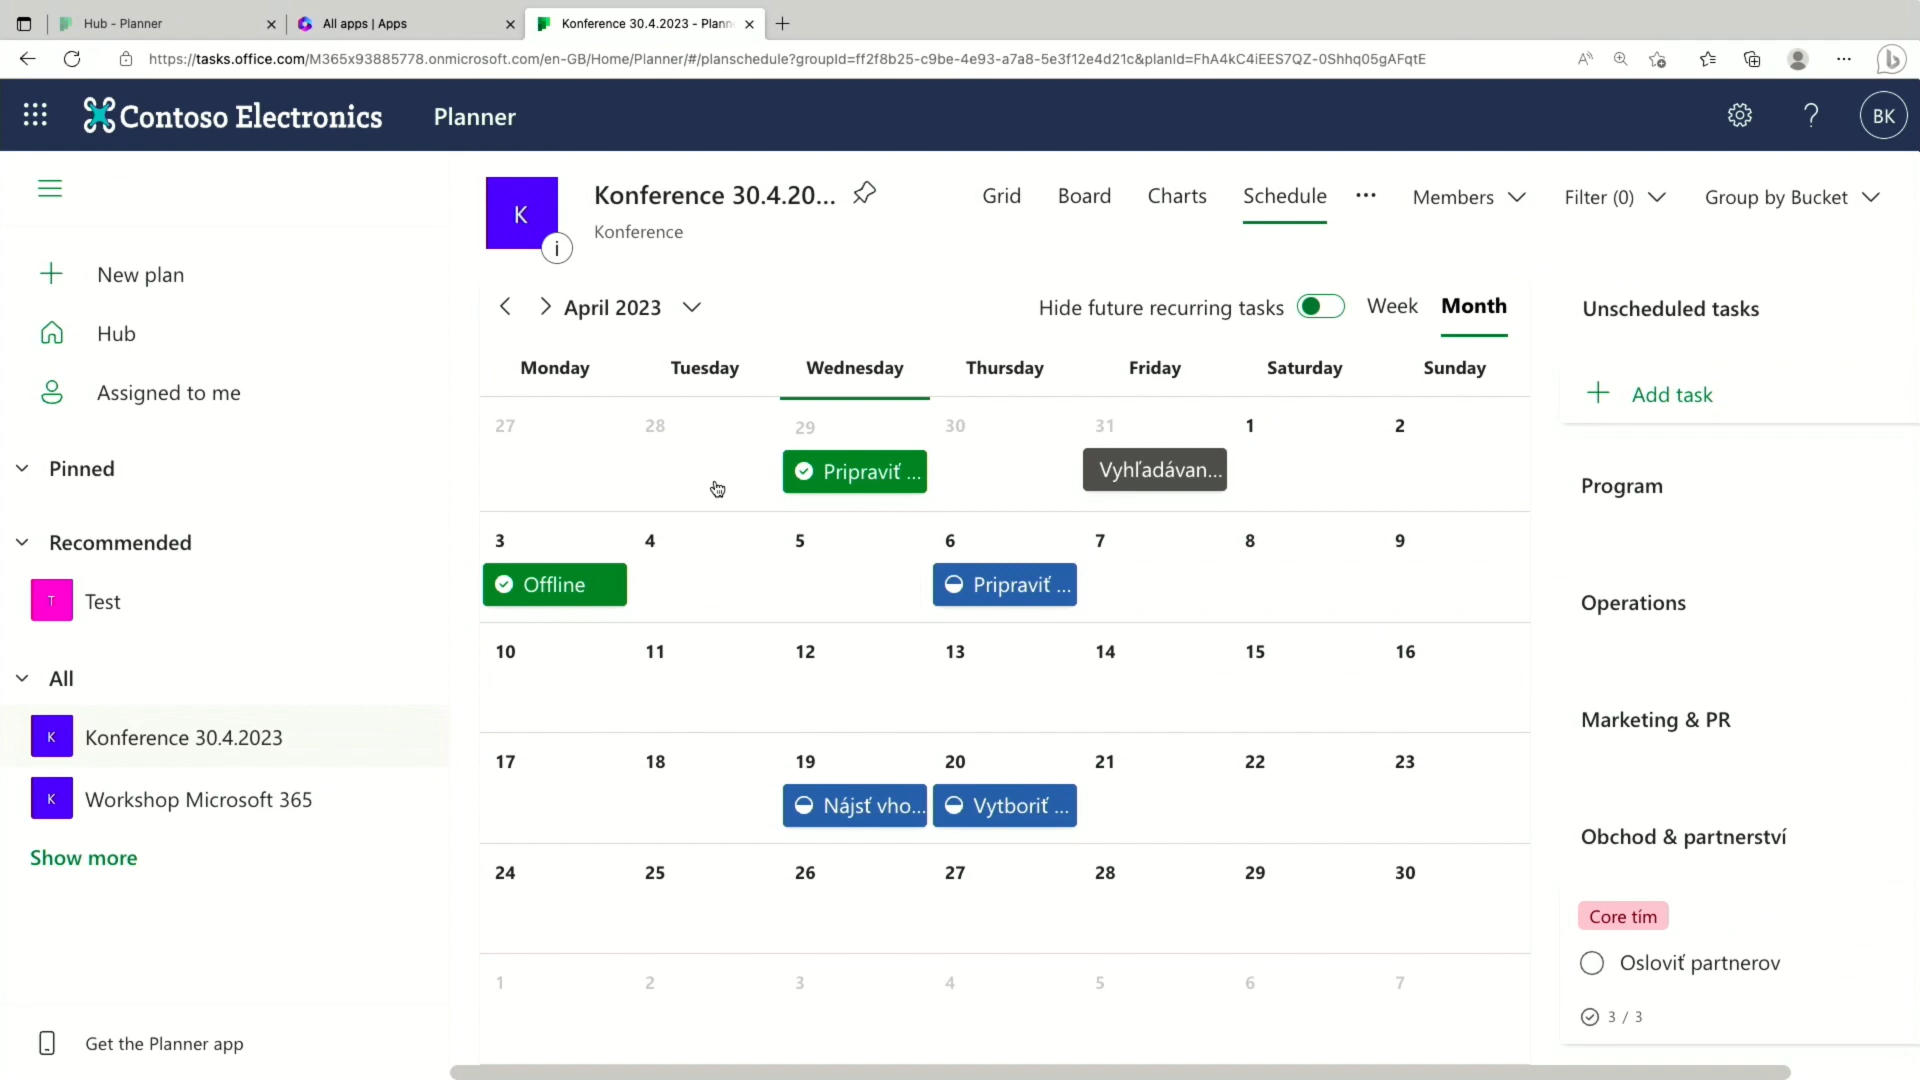 Hub - Planner
All apps | Apps
Konference 30.4.2023 - Plann
https://tasks.office.com/M365x93885778.onmicrosoft.com/en-GB/Home/Planner/#/planschedule?groupId=ff2f8b25-c9be-4e93-a7a8-5e3f12e4d21c&planId=FhA4kC4iEES7QZ-0Shhq05gAFqtE
Contoso Electronics
Planner
BK
New plan
Hub
Assigned to me
Pinned
Recommended
T Test
All
K Konference 30.4.2023
K Workshop Microsoft 365
Show more
Get the Planner app
K
Konference 30.4.20...
Konference
Grid Board Charts Schedule ... Members Filter (0) Group by Bucket
April 2023
Hide future recurring tasks
Week Month
Monday Tuesday Wednesday Thursday Friday Saturday Sunday
27 28 29 30 31 1 2
Pripraviť ... Vyhľadávan...
3 4 5 6 7 8 9
Offline Pripraviť ...
10 11 12 13 14 15 16
17 18 19 20 21 22 23
Nájsť vho... Vytboriť ...
24 25 26 27 28 29 30
1 2 3 4 5 6 7
Unscheduled tasks
Add task
Program
Operations
Marketing & PR
Obchod & partnerství
Core tím
Osloviť partnerov
3 / 3